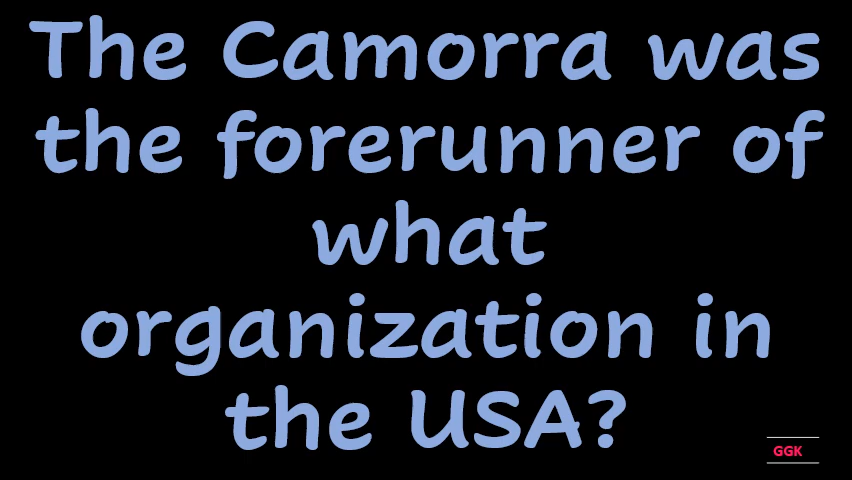 The Camorra was
the forerunner of
what
organization in
the USA?
GGK